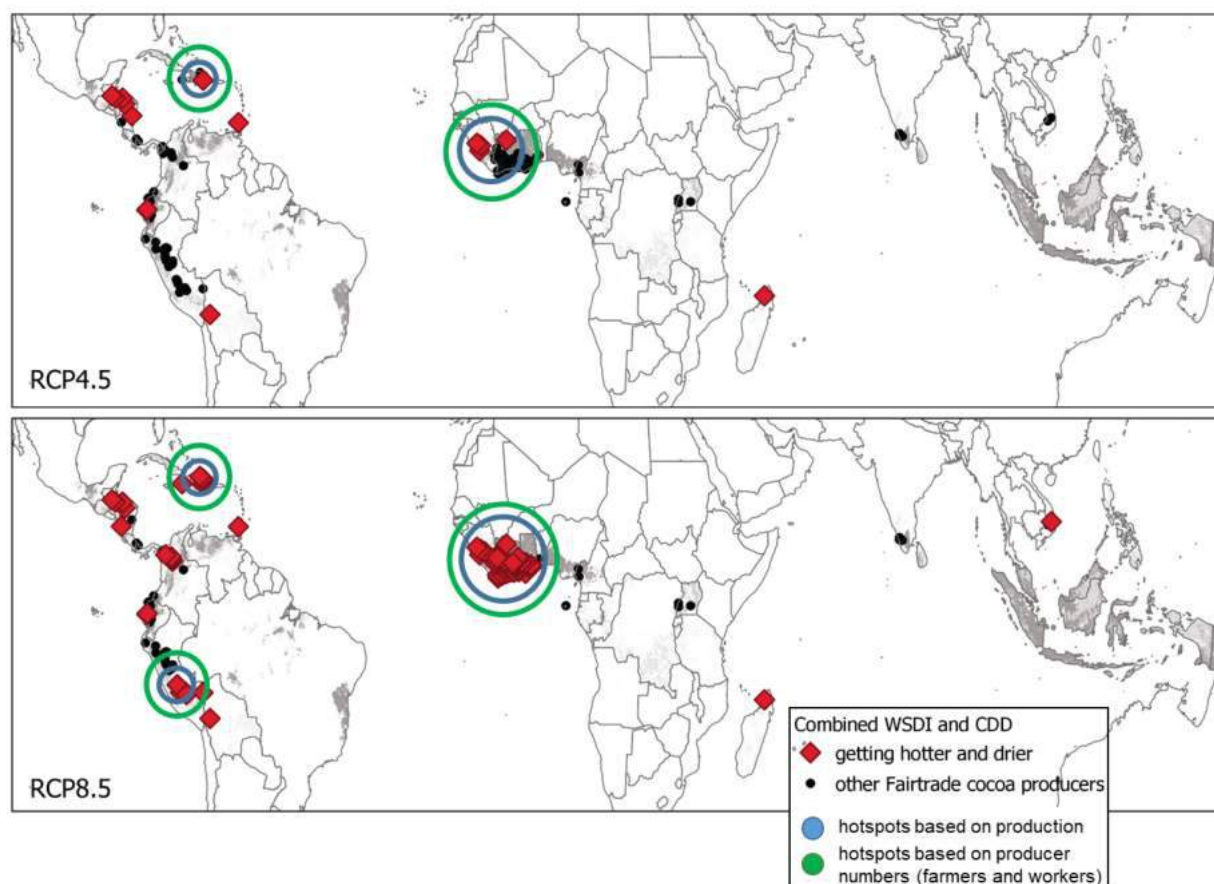 RCP4.5
RCP8.5
Combined WSDI and CDD
getting hotter and drier
other Fairtrade cocoa producers
hotspots based on production
hotspots based on producer
numbers (farmers and workers)